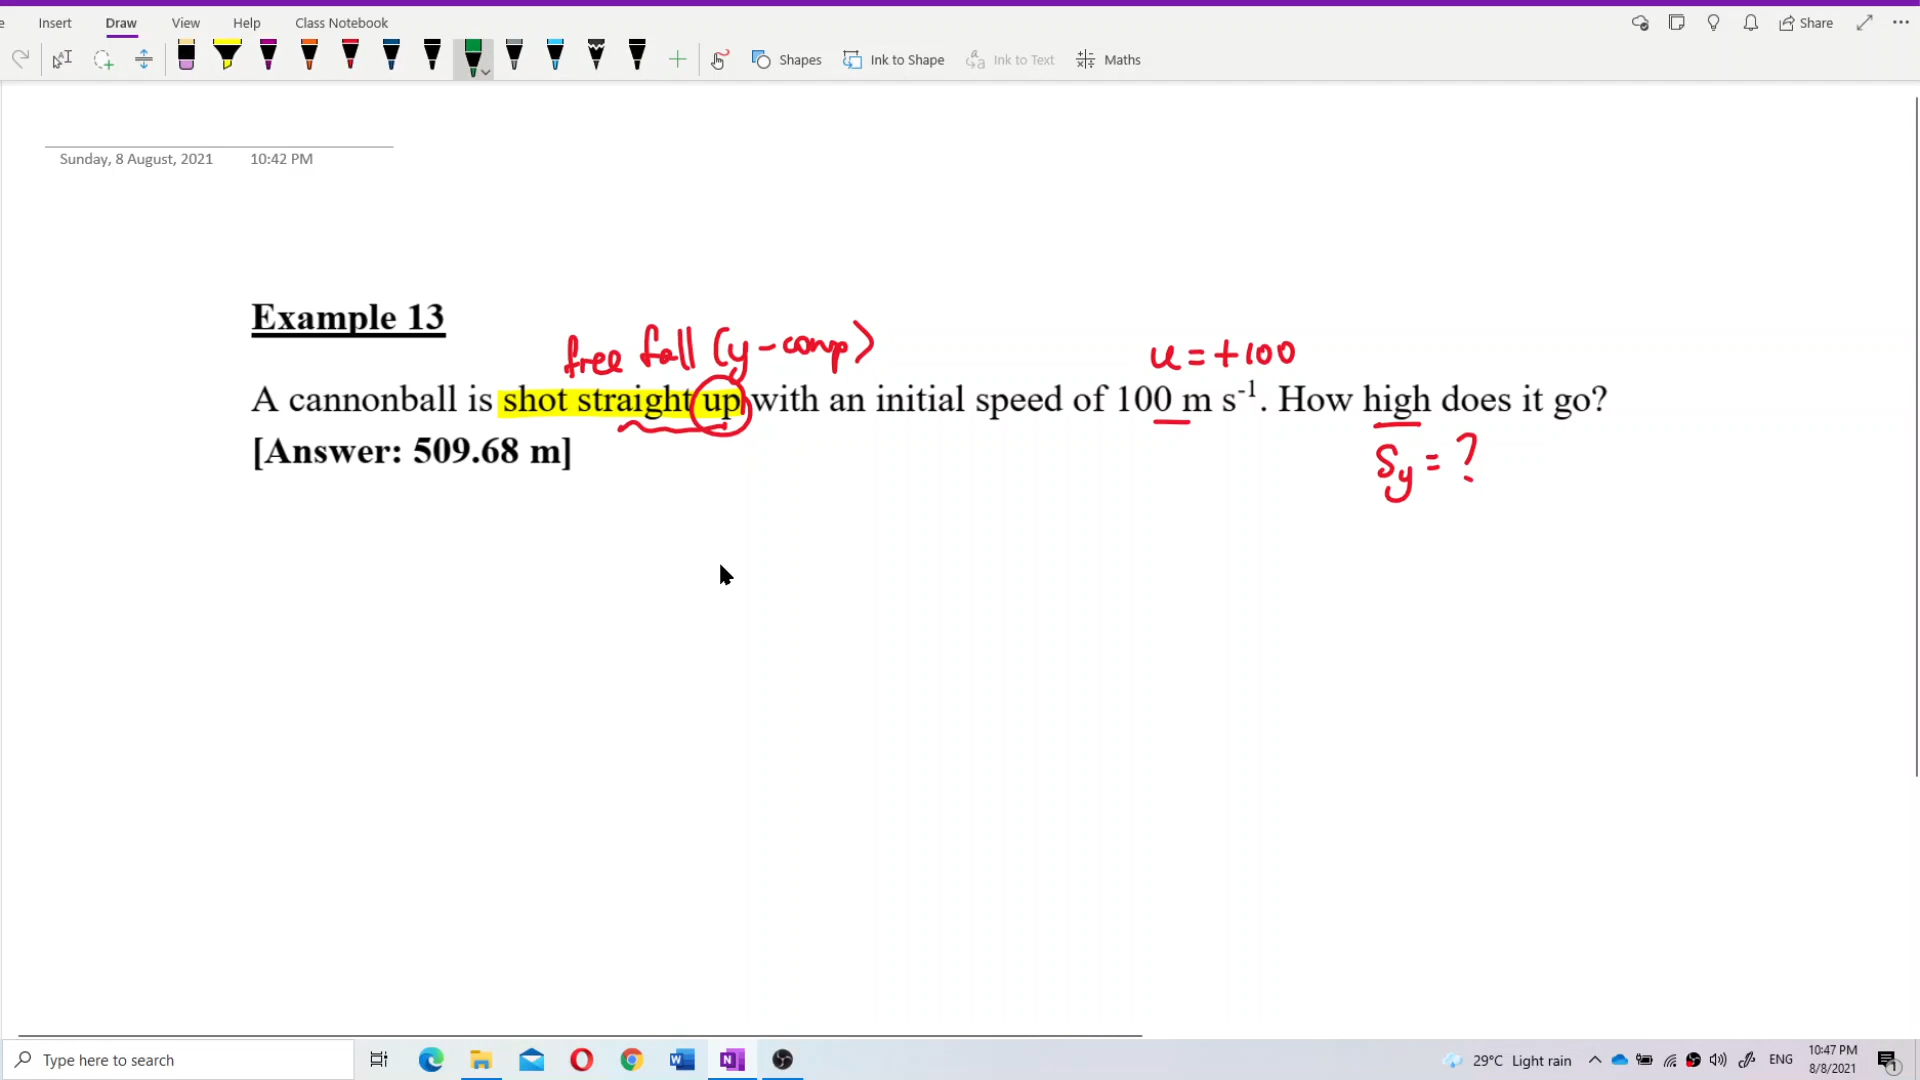 Insert Draw View Help Class Notebook Share
Shapes Ink to Shape Ink to Text Maths
Sunday, 8 August, 2021 10:42 PM
Example 13
free fall (y-comp) u = +100
A cannonball is shot straight up with an initial speed of 100 m s⁻¹. How high does it go?
[Answer: 509.68 m]
Sy = ?
Type here to search
29°C Light rain ENG 10:47 PM
8/8/2021